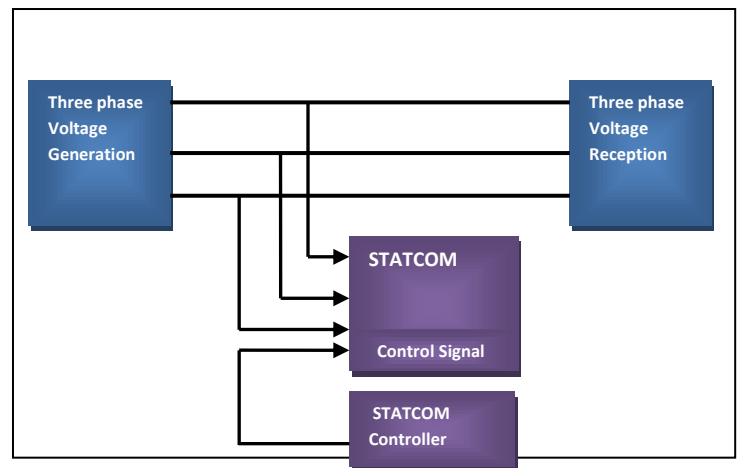 Three phase
Voltage
Generation
Three phase
Voltage
Reception
STATCOM
Control Signal
STATCOM
Controller